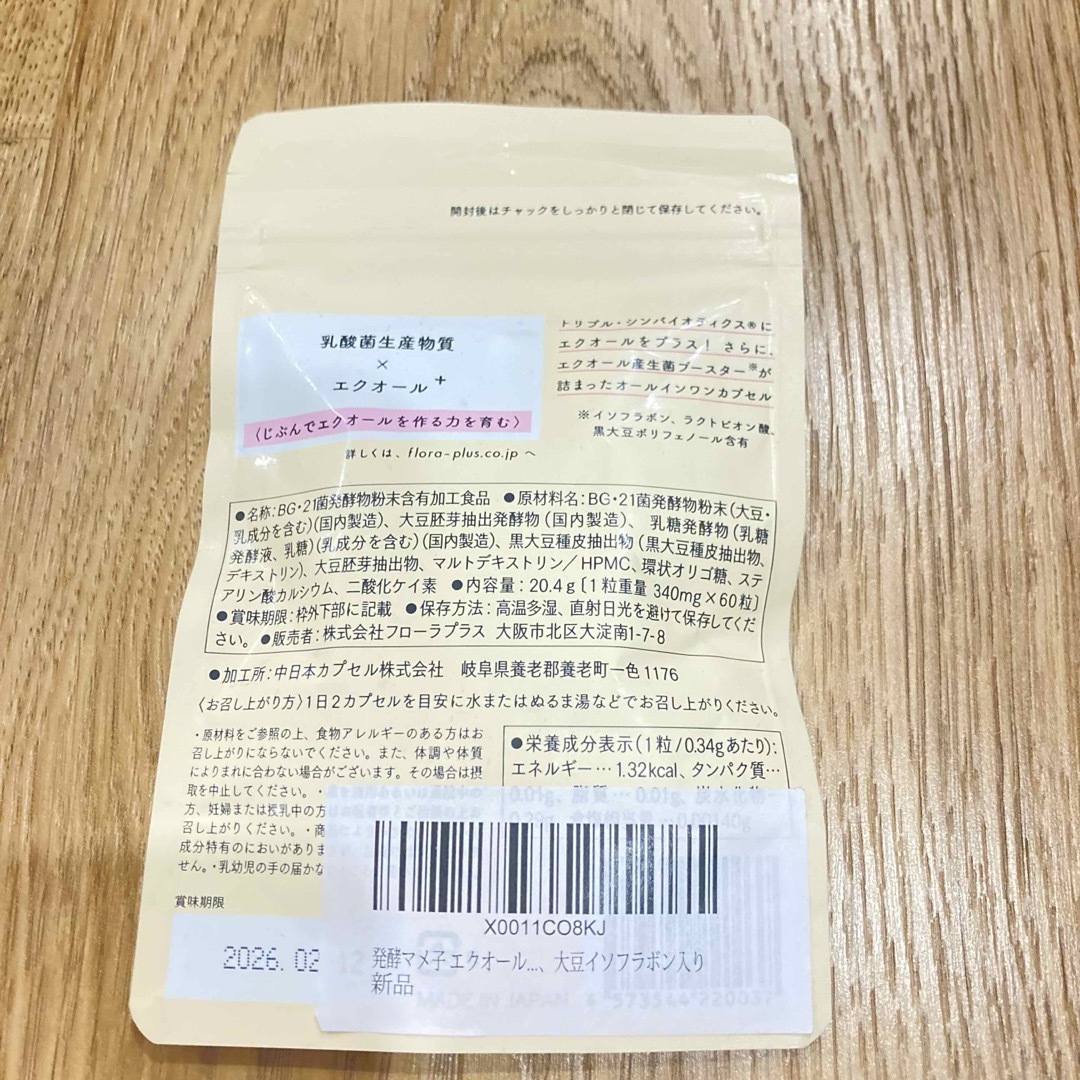 開封後はチャックをしっかりと閉じて保存してください。
乳酸菌生産物質
×
エクオール⁺
〈じぶんでエクオールを作る力を育む〉
詳しくは、flora-plus.co.jp へ
トリプル・シンバイオティクス®に
エクオールをプラス！ さらに、
エクオール産生菌ブースター※が
詰まったオールインワンカプセル
※イソフラボン、ラクトビオン酸、
黒大豆ポリフェノール含有
●名称：BG・21菌発酵物粉末含有加工食品 ●原材料名：BG・21菌発酵物粉末（大豆・
乳成分を含む）（国内製造）、大豆胚芽抽出発酵物（国内製造）、乳糖発酵物（乳糖
発酵液、乳糖）（乳成分を含む）（国内製造）、黒大豆種皮抽出物（黒大豆種皮抽出物、
デキストリン）、大豆胚芽抽出物、マルトデキストリン／HPMC、環状オリゴ糖、ステ
アリン酸カルシウム、二酸化ケイ素 ●内容量：20.4g〔1粒重量 340mg×60粒〕
●賞味期限：枠外下部に記載 ●保存方法：高温多湿、直射日光を避けて保存してくだ
さい。●販売者：株式会社フローラプラス 大阪市北区大淀南1-7-8
●加工所：中日本カプセル株式会社 岐阜県養老郡養老町一色1176
〈お召し上がり方〉1日2カプセルを目安に水またはぬるま湯などでお召し上がりください。
・原材料をご参照の上、食物アレルギーのある方はお
召し上がりにならないでください。また、体調や体質
によりまれに合わない場合がございます。その場合は摂
取を中止してください。・
方、妊婦または授乳中の方
召し上がりください。・商
成分特有のにおいがありま
せん。・乳幼児の手の届かな
●栄養成分表示（1粒/0.34gあたり）：
エネルギー…1.32kcal、タンパク質…
0.01g、脂質…0.01g、炭水化物…
0.29g、食塩相当量…0.00140g
賞味期限
2026. 02
X0011CO8KJ
発酵マメ子 エクオール...、大豆イソフラボン入り
新品
MADE IN JAPAN